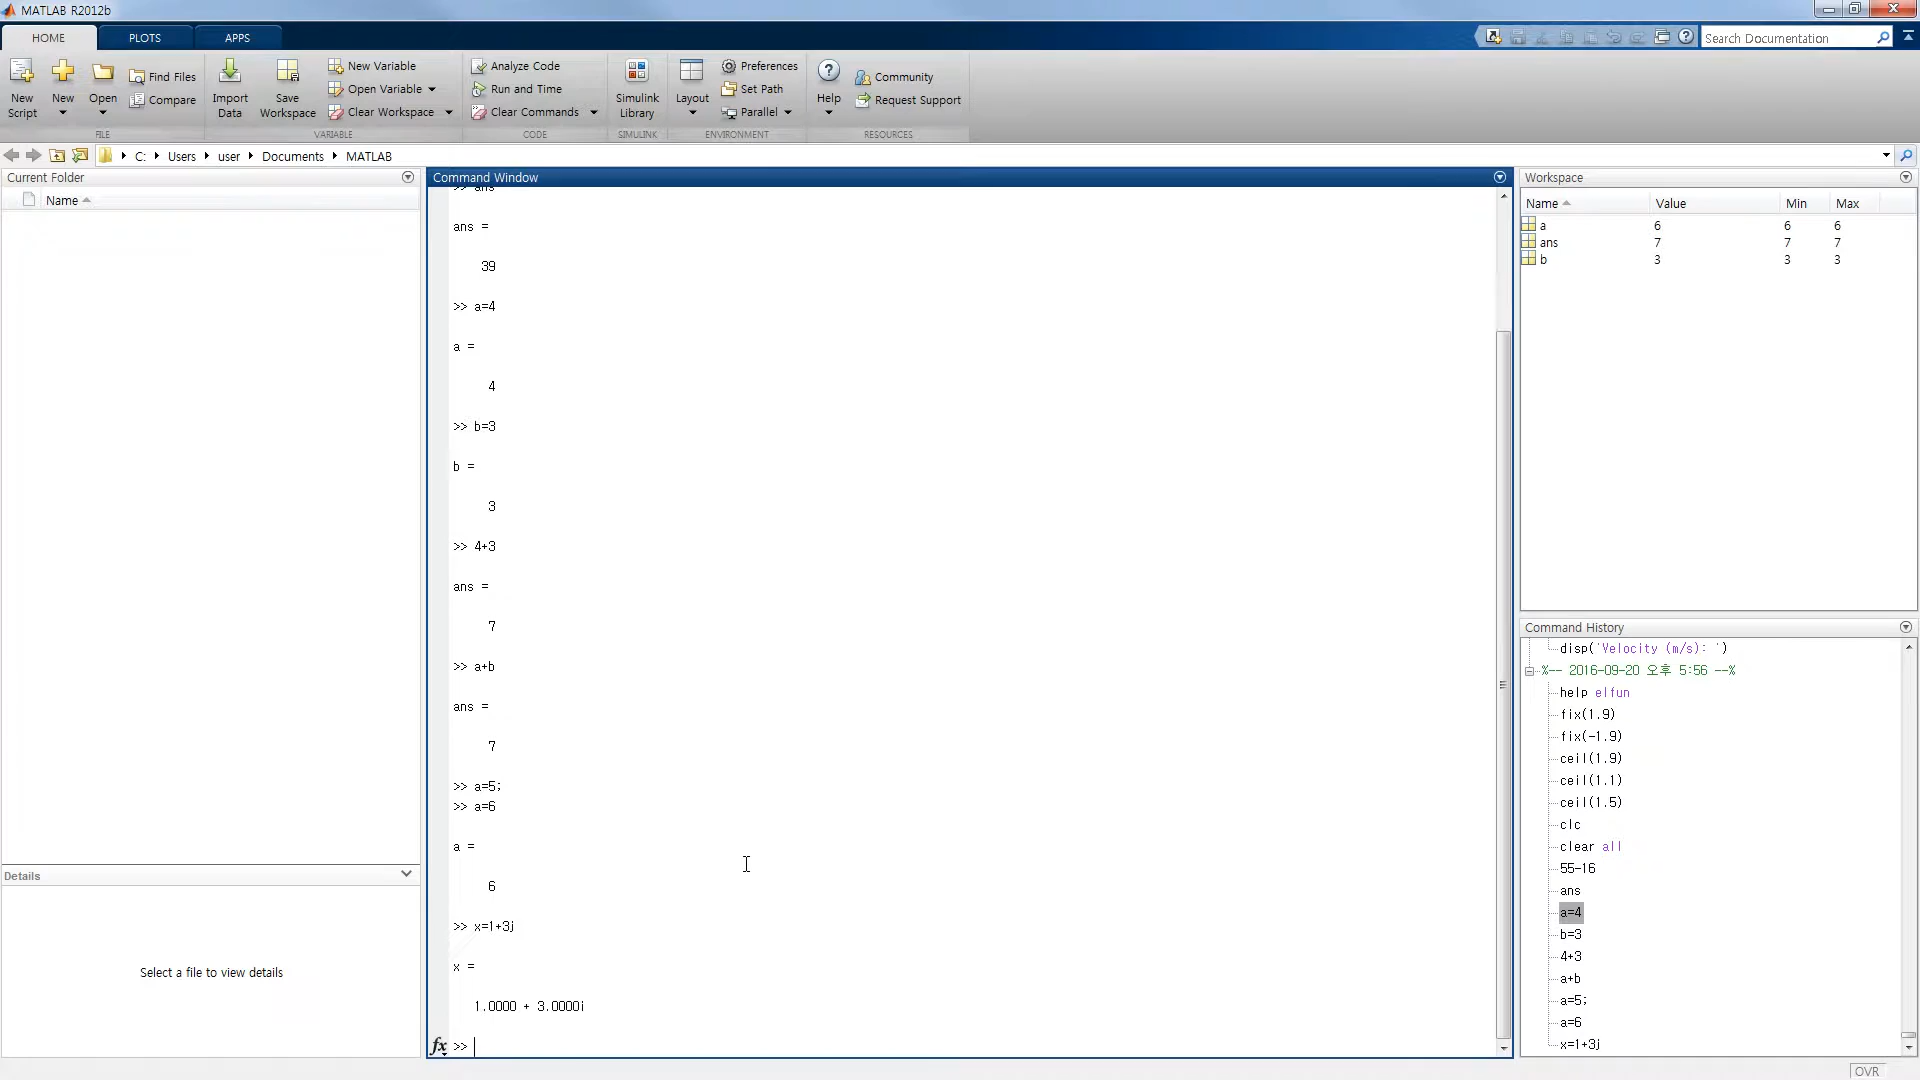 MATLAB R2012b
HOME PLOTS APPS
Search Documentation
New Script
New
Open
Find Files
Compare
FILE
Import Data
Save Workspace
New Variable
Open Variable
Clear Workspace
VARIABLE
Analyze Code
Run and Time
Clear Commands
CODE
Simulink Library
SIMULINK
Layout
Preferences
Set Path
Parallel
ENVIRONMENT
Help
Community
Request Support
RESOURCES
C: Users user Documents MATLAB
Current Folder
Name
Details
Select a file to view details
Command Window
>> ans
ans =
39
>> a=4
a =
4
>> b=3
b =
3
>> 4+3
ans =
7
>> a+b
ans =
7
>> a=5;
>> a=6
a =
6
>> x=1+3j
x =
1.0000 + 3.0000i
fx >>
Workspace
Name Value Min Max
a 6 6 6
ans 7 7 7
b 3 3 3
Command History
disp('Velocity (m/s): ')
%-- 2016-09-20 오후 5:56 --%
help elfun
fix(1.9)
fix(-1.9)
ceil(1.9)
ceil(1.1)
ceil(1.5)
clc
clear all
55-16
ans
a=4
b=3
4+3
a+b
a=5;
a=6
x=1+3j
OVR